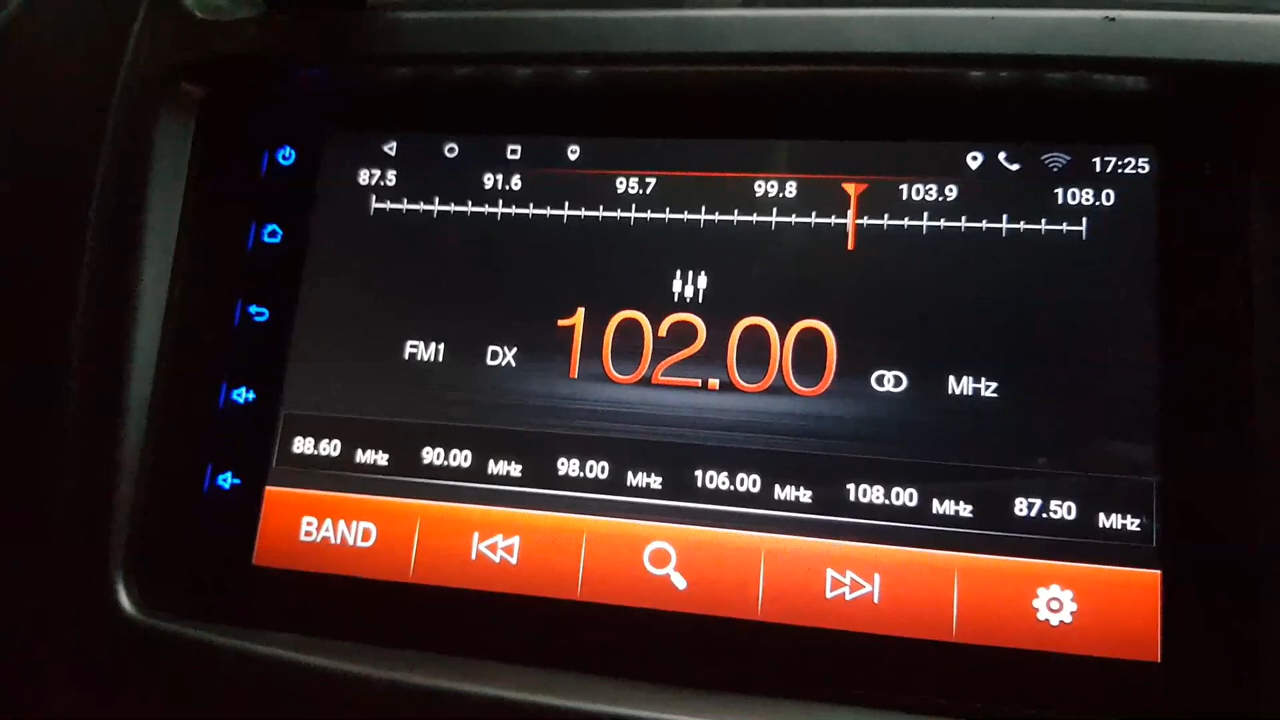 17:25
87.5 91.6 95.7 99.8 103.9 108.0
FM1 DX 102.00 MHz
88.60 MHz 90.00 MHz 98.00 MHz 106.00 MHz 108.00 MHz 87.50 MHz
BAND